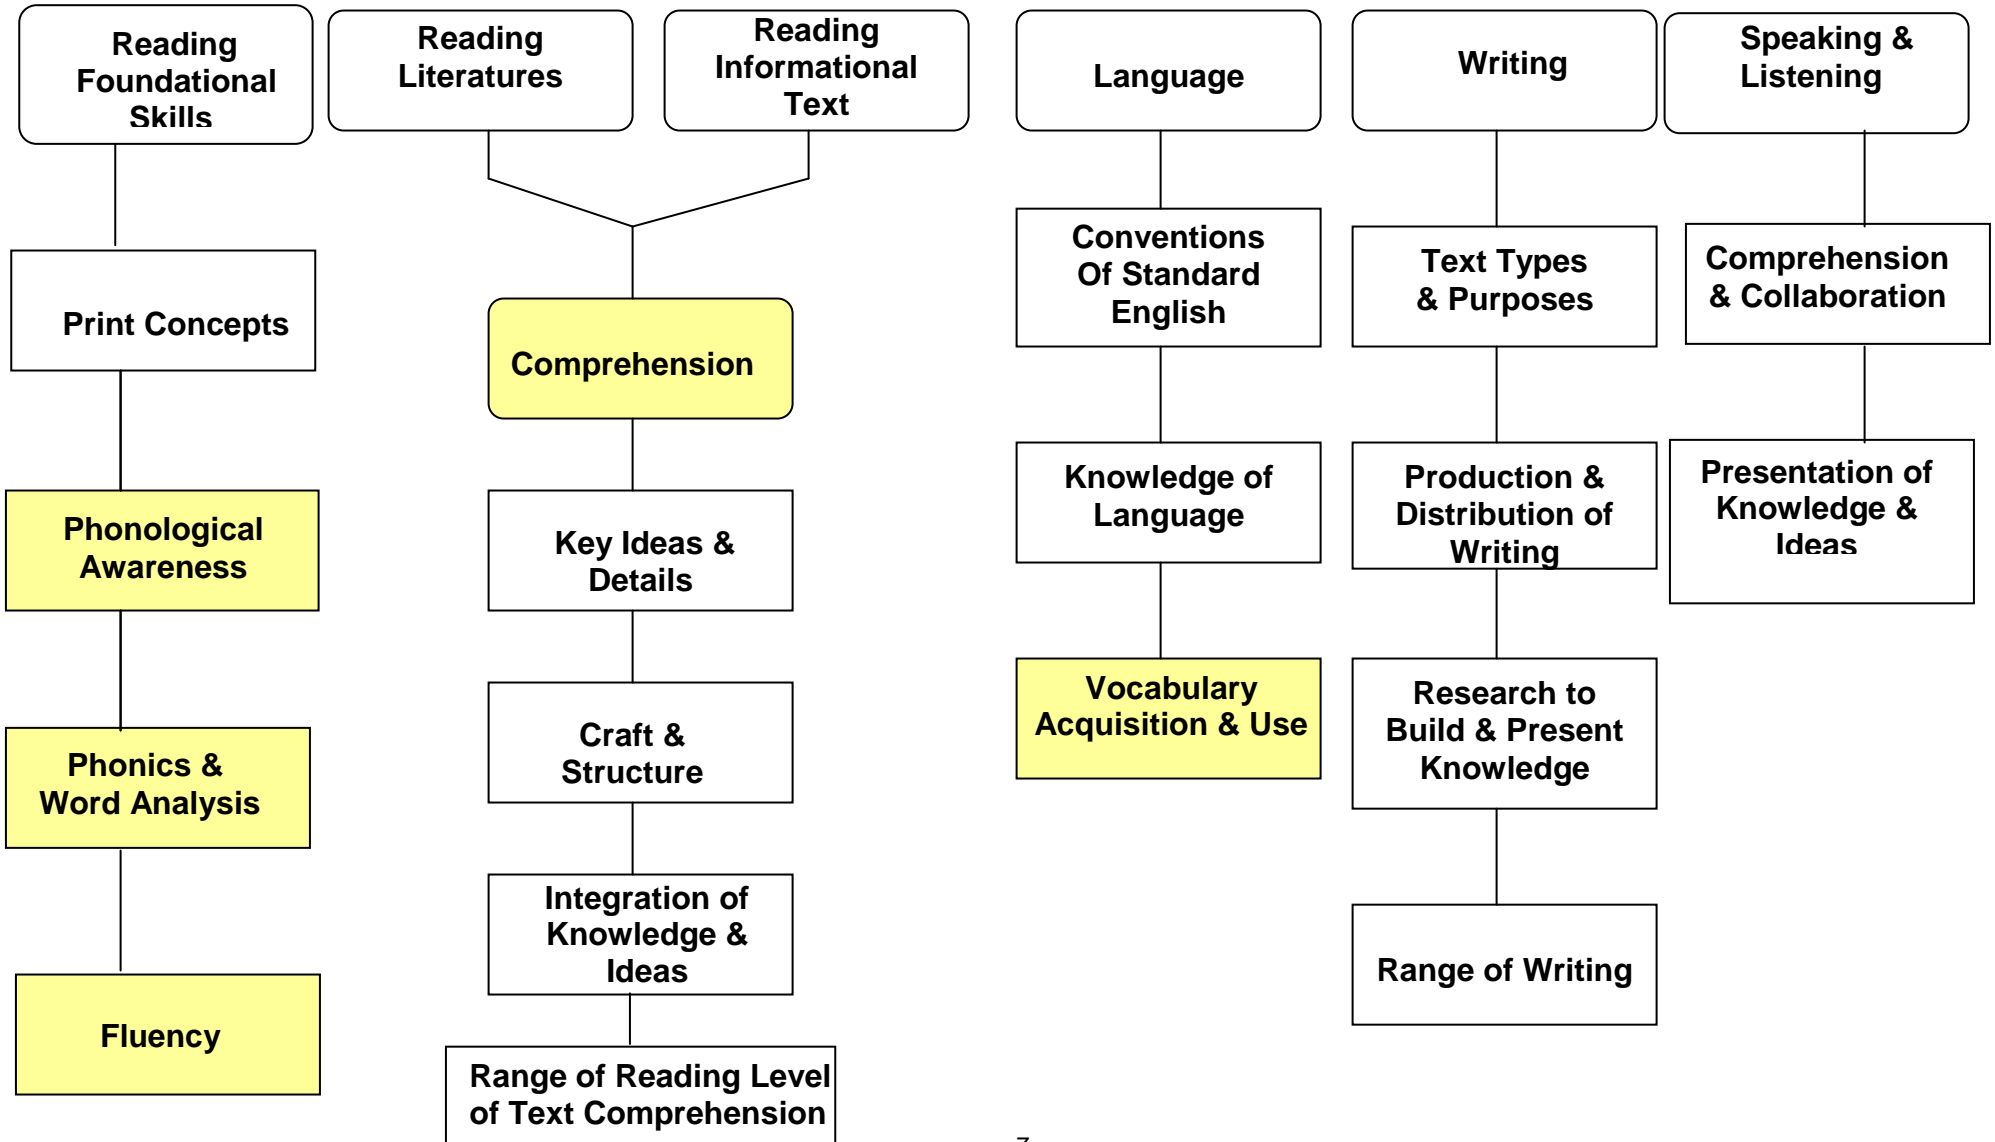 Reading
Foundational
Skills
Reading
Literatures
Reading
Informational
Text
Language
Writing
Speaking &
Listening
Print Concepts
Phonological
Awareness
Phonics &
Word Analysis
Fluency
Comprehension
Key Ideas &
Details
Craft &
Structure
Integration of
Knowledge &
Ideas
Range of Reading Level
of Text Comprehension
Conventions
Of Standard
English
Knowledge of
Language
Vocabulary
Acquisition & Use
Text Types
& Purposes
Production &
Distribution of
Writing
Research to
Build & Present
Knowledge
Range of Writing
Comprehension
& Collaboration
Presentation of
Knowledge &
Ideas